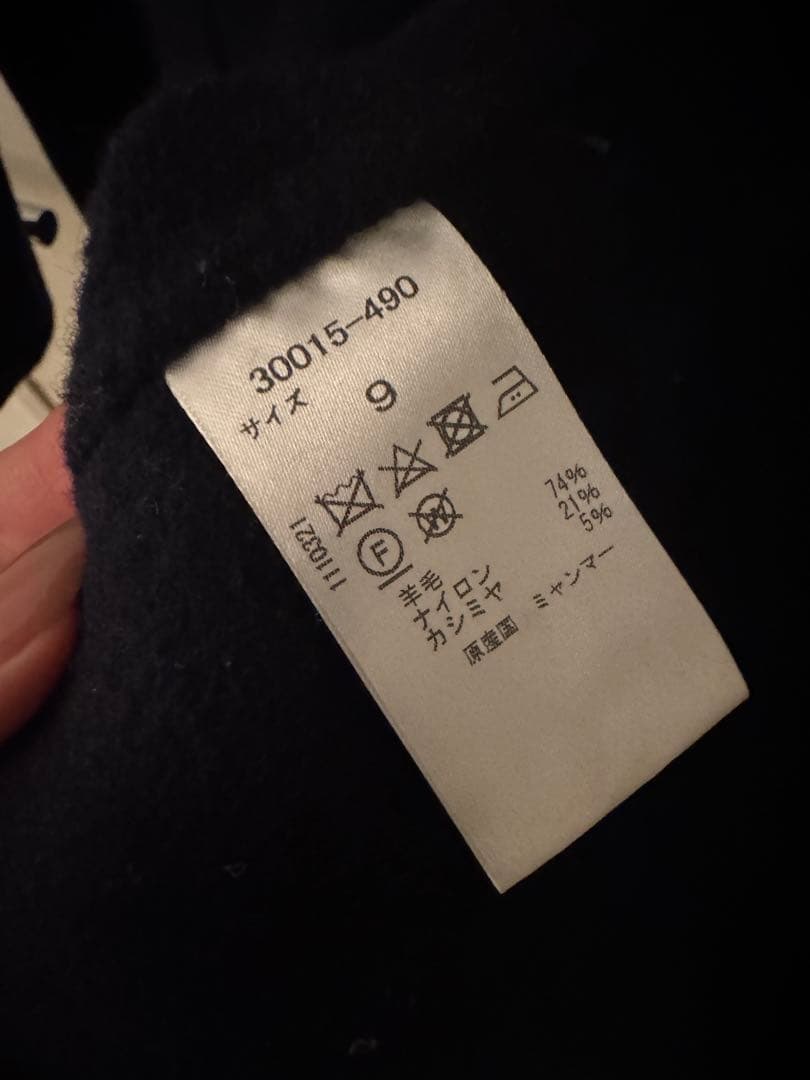 30015-490
サイズ 9
F
W
1110321
羊毛 74%
ナイロン 21%
カシミヤ 5%
原産国 ミャンマー